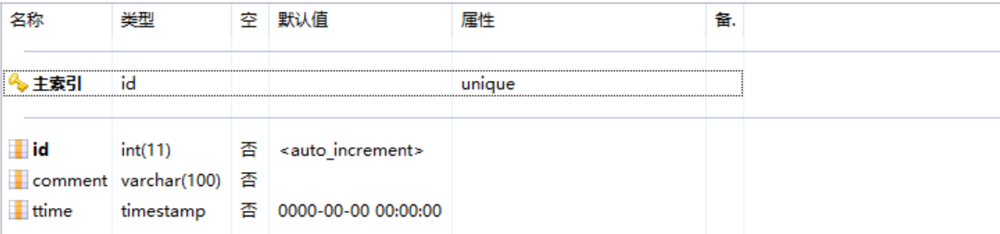 名称 类型 空 默认值 属性 备.
主索引 id unique
id int(11) 否 <auto_increment>
comment varchar(100) 否
ttime timestamp 否 0000-00-00 00:00:00